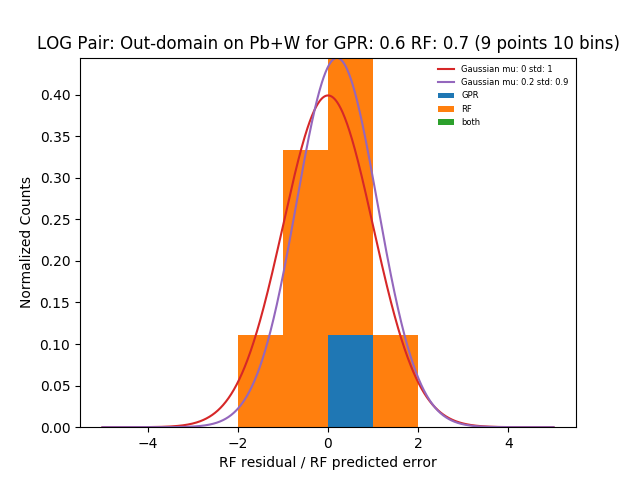 LOG Pair: Out-domain on Pb+W for GPR: 0.6 RF: 0.7 (9 points 10 bins)
Gaussian mu: 0 std: 1
Gaussian mu: 0.2 std: 0.9
GPR
RF
both
0.40
0.35
0.30
0.25
0.20
0.15
0.10
0.05
0.00
Normalized Counts
−4 −2 0 2 4
RF residual / RF predicted error